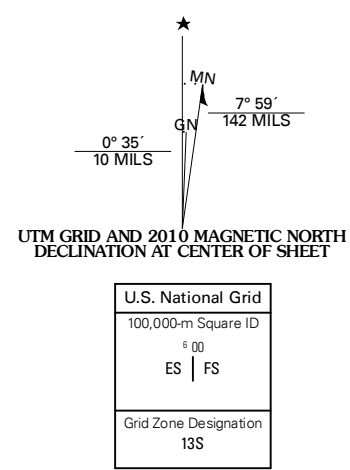 ★
MN
GN
7° 59´
142 MILS
0° 35´
10 MILS
UTM GRID AND 2010 MAGNETIC NORTH
DECLINATION AT CENTER OF SHEET
U.S. National Grid
100,000-m Square ID
⁶ 00
ES | FS
Grid Zone Designation
13S